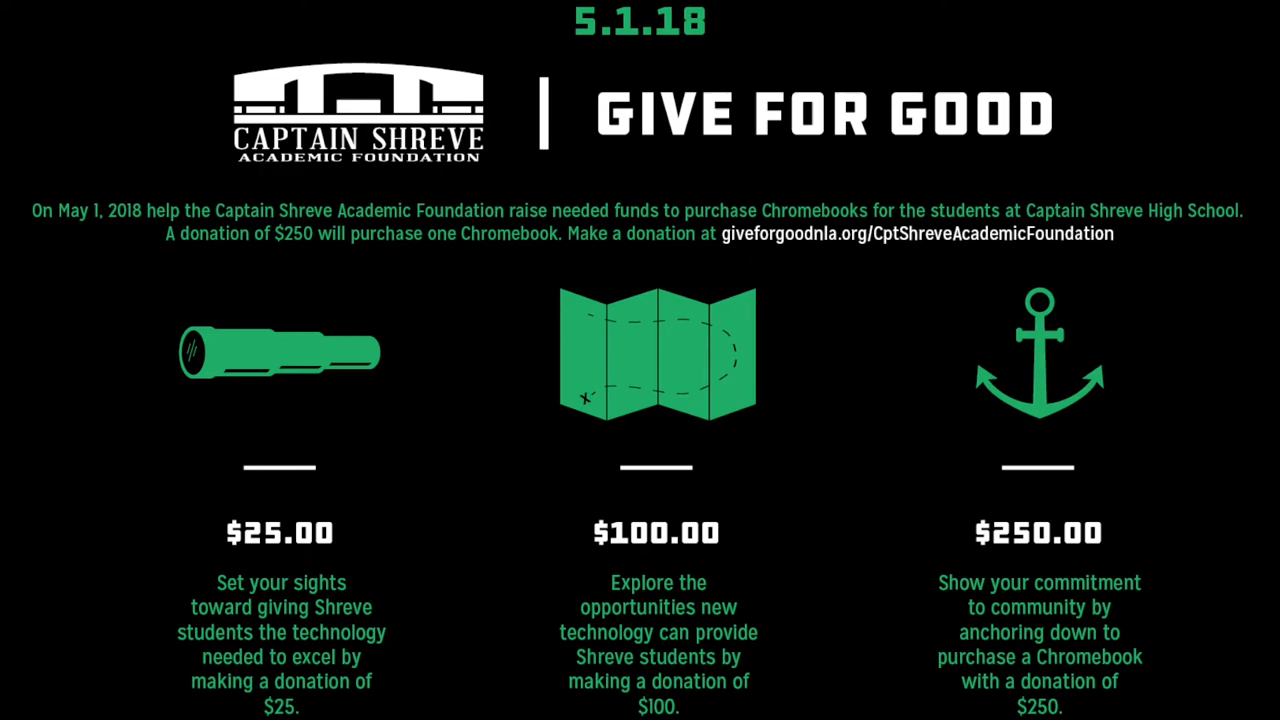 5.1.18
CAPTAIN SHREVE
ACADEMIC FOUNDATION
GIVE FOR GOOD
On May 1, 2018 help the Captain Shreve Academic Foundation raise needed funds to purchase Chromebooks for the students at Captain Shreve High School.
A donation of $250 will purchase one Chromebook. Make a donation at giveforgoodnla.org/CptShreveAcademicFoundation
X
$25.00
Set your sights
toward giving Shreve
students the technology
needed to excel by
making a donation of
$25.
$100.00
Explore the
opportunities new
technology can provide
Shreve students by
making a donation of
$100.
$250.00
Show your commitment
to community by
anchoring down to
purchase a Chromebook
with a donation of
$250.